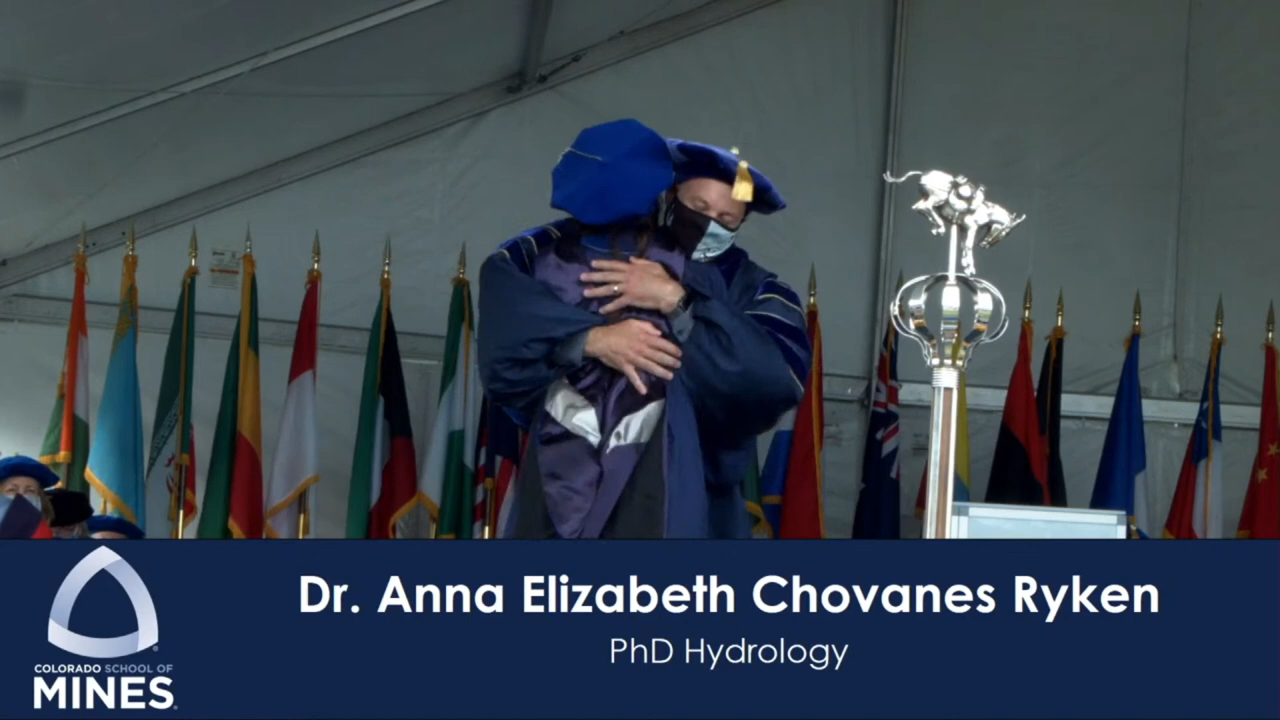 Dr. Anna Elizabeth Chovanes Ryken
PhD Hydrology
COLORADO SCHOOL OF
MINES